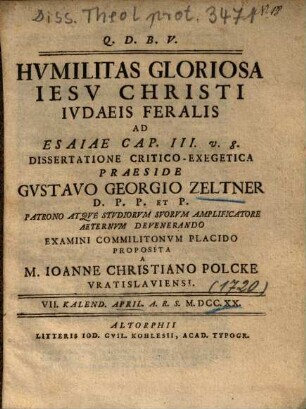 Diss. Theol prot. 3471
Q. D. B. V.
HVMILITAS GLORIOSA
IESV CHRISTI
IVDAEIS FERALIS
AD
ESAIAE CAP. III. v. 8.
DISSERTATIONE CRITICO-EXEGETICA
PRAESIDE
GVSTAVO GEORGIO ZELTNER
D. P. P. ET P.
PATRONO ATQVE STVDIORVM SVORVM AMPLIFICATORE
AETERNVM DEVENERANDO
EXAMINI COMMILITONVM PLACIDO
PROPOSITA
A
M. IOANNE CHRISTIANO POLCKE
VRATISLAVIENSI.
VII. KALEND. APRIL. A. R. S. M. DCC. XX.
(1720)
ALTORPHII
LITTERIS IOD. GVIL. KOHLESII, ACAD. TYPOGR.